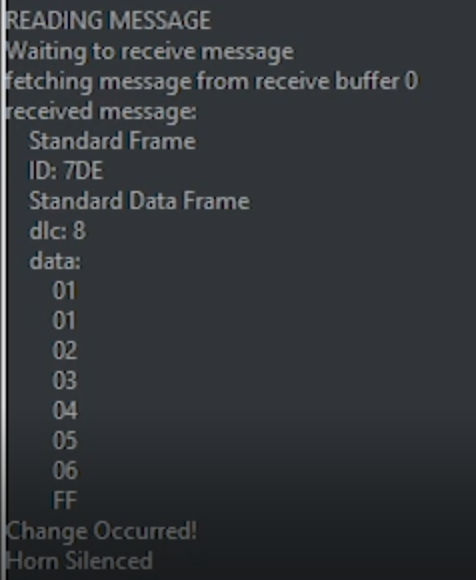 READING MESSAGE
Waiting to receive message
fetching message from receive buffer 0
received message:
Standard Frame
ID: 7DE
Standard Data Frame
dlc: 8
data:
01
01
02
03
04
05
06
FF
Change Occurred!
Horn Silenced